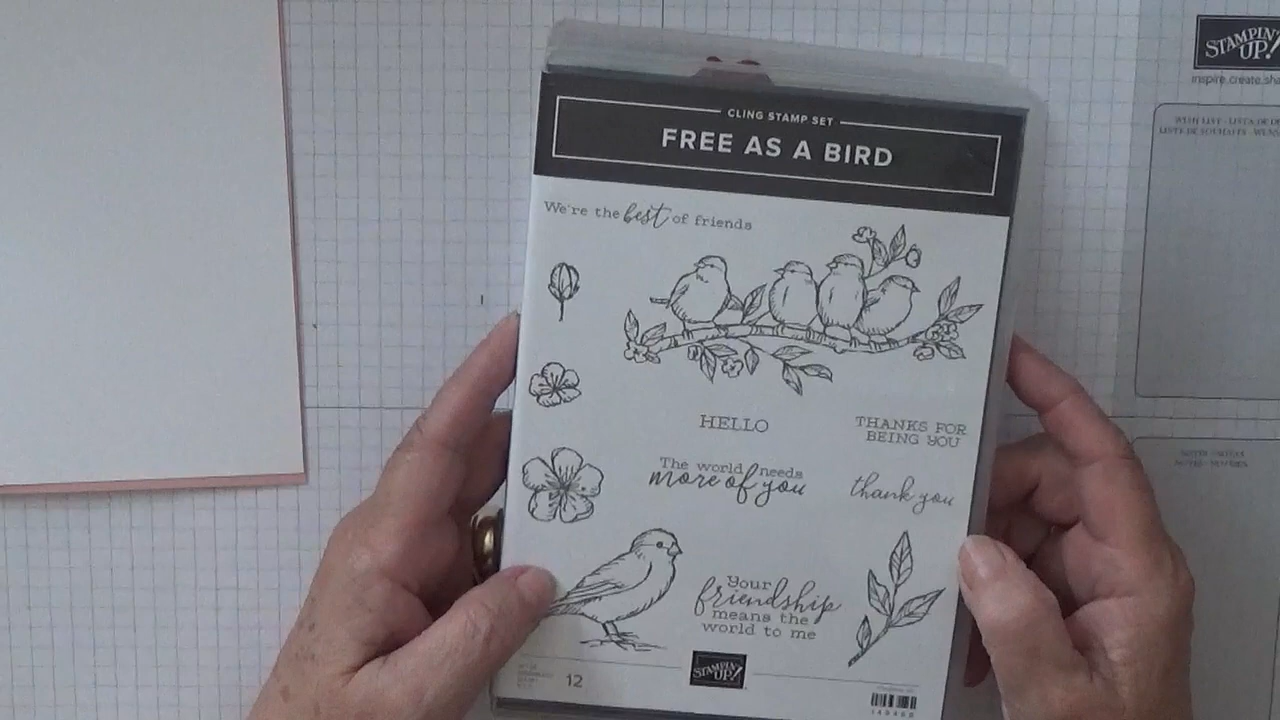 CLING STAMP SET
FREE AS A BIRD
We're the best of friends
HELLO
THANKS FOR
BEING YOU
The world needs
more of you
thank you
Your
friendship
means the
world to me
12
STAMPIN'
UP!
STAMPIN'
UP!
inspire.create.sha